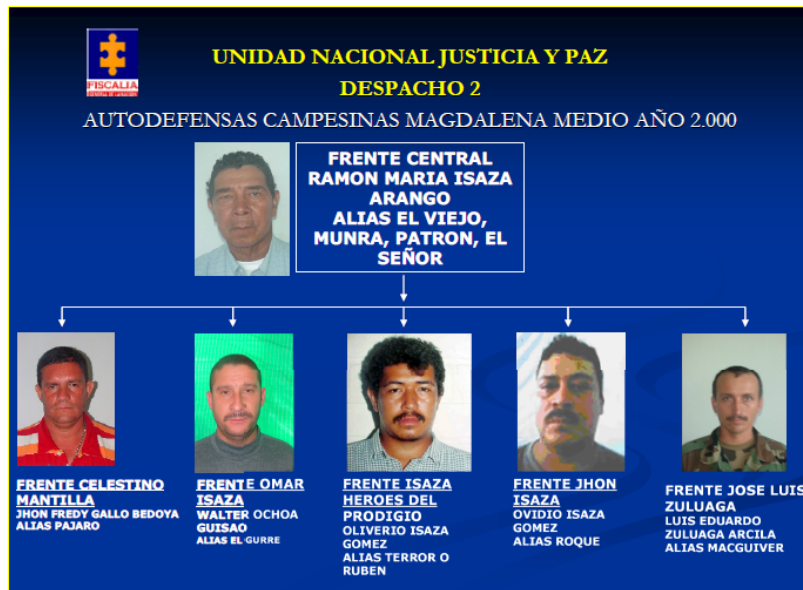 FISCALIA
UNIDAD NACIONAL JUSTICIA Y PAZ
DESPACHO 2
AUTODEFENSAS CAMPESINAS MAGDALENA MEDIO AÑO 2.000
FRENTE CENTRAL
RAMON MARIA ISAZA
ARANGO
ALIAS EL VIEJO,
MUNRA, PATRON, EL
SEÑOR
FRENTE CELESTINO
MANTILLA
JHON FREDY GALLO BEDOYA
ALIAS PAJARO
FRENTE OMAR
ISAZA
WALTER OCHOA
GUISAO
ALIAS EL GURRE
FRENTE ISAZA
HEROES DEL
PRODIGIO
OLIVERIO ISAZA
GOMEZ
ALIAS TERROR O
RUBEN
FRENTE JHON
ISAZA
OVIDIO ISAZA
GOMEZ
ALIAS ROQUE
FRENTE JOSE LUIS
ZULUAGA
LUIS EDUARDO
ZULUAGA ARCILA
ALIAS MACGUIVER